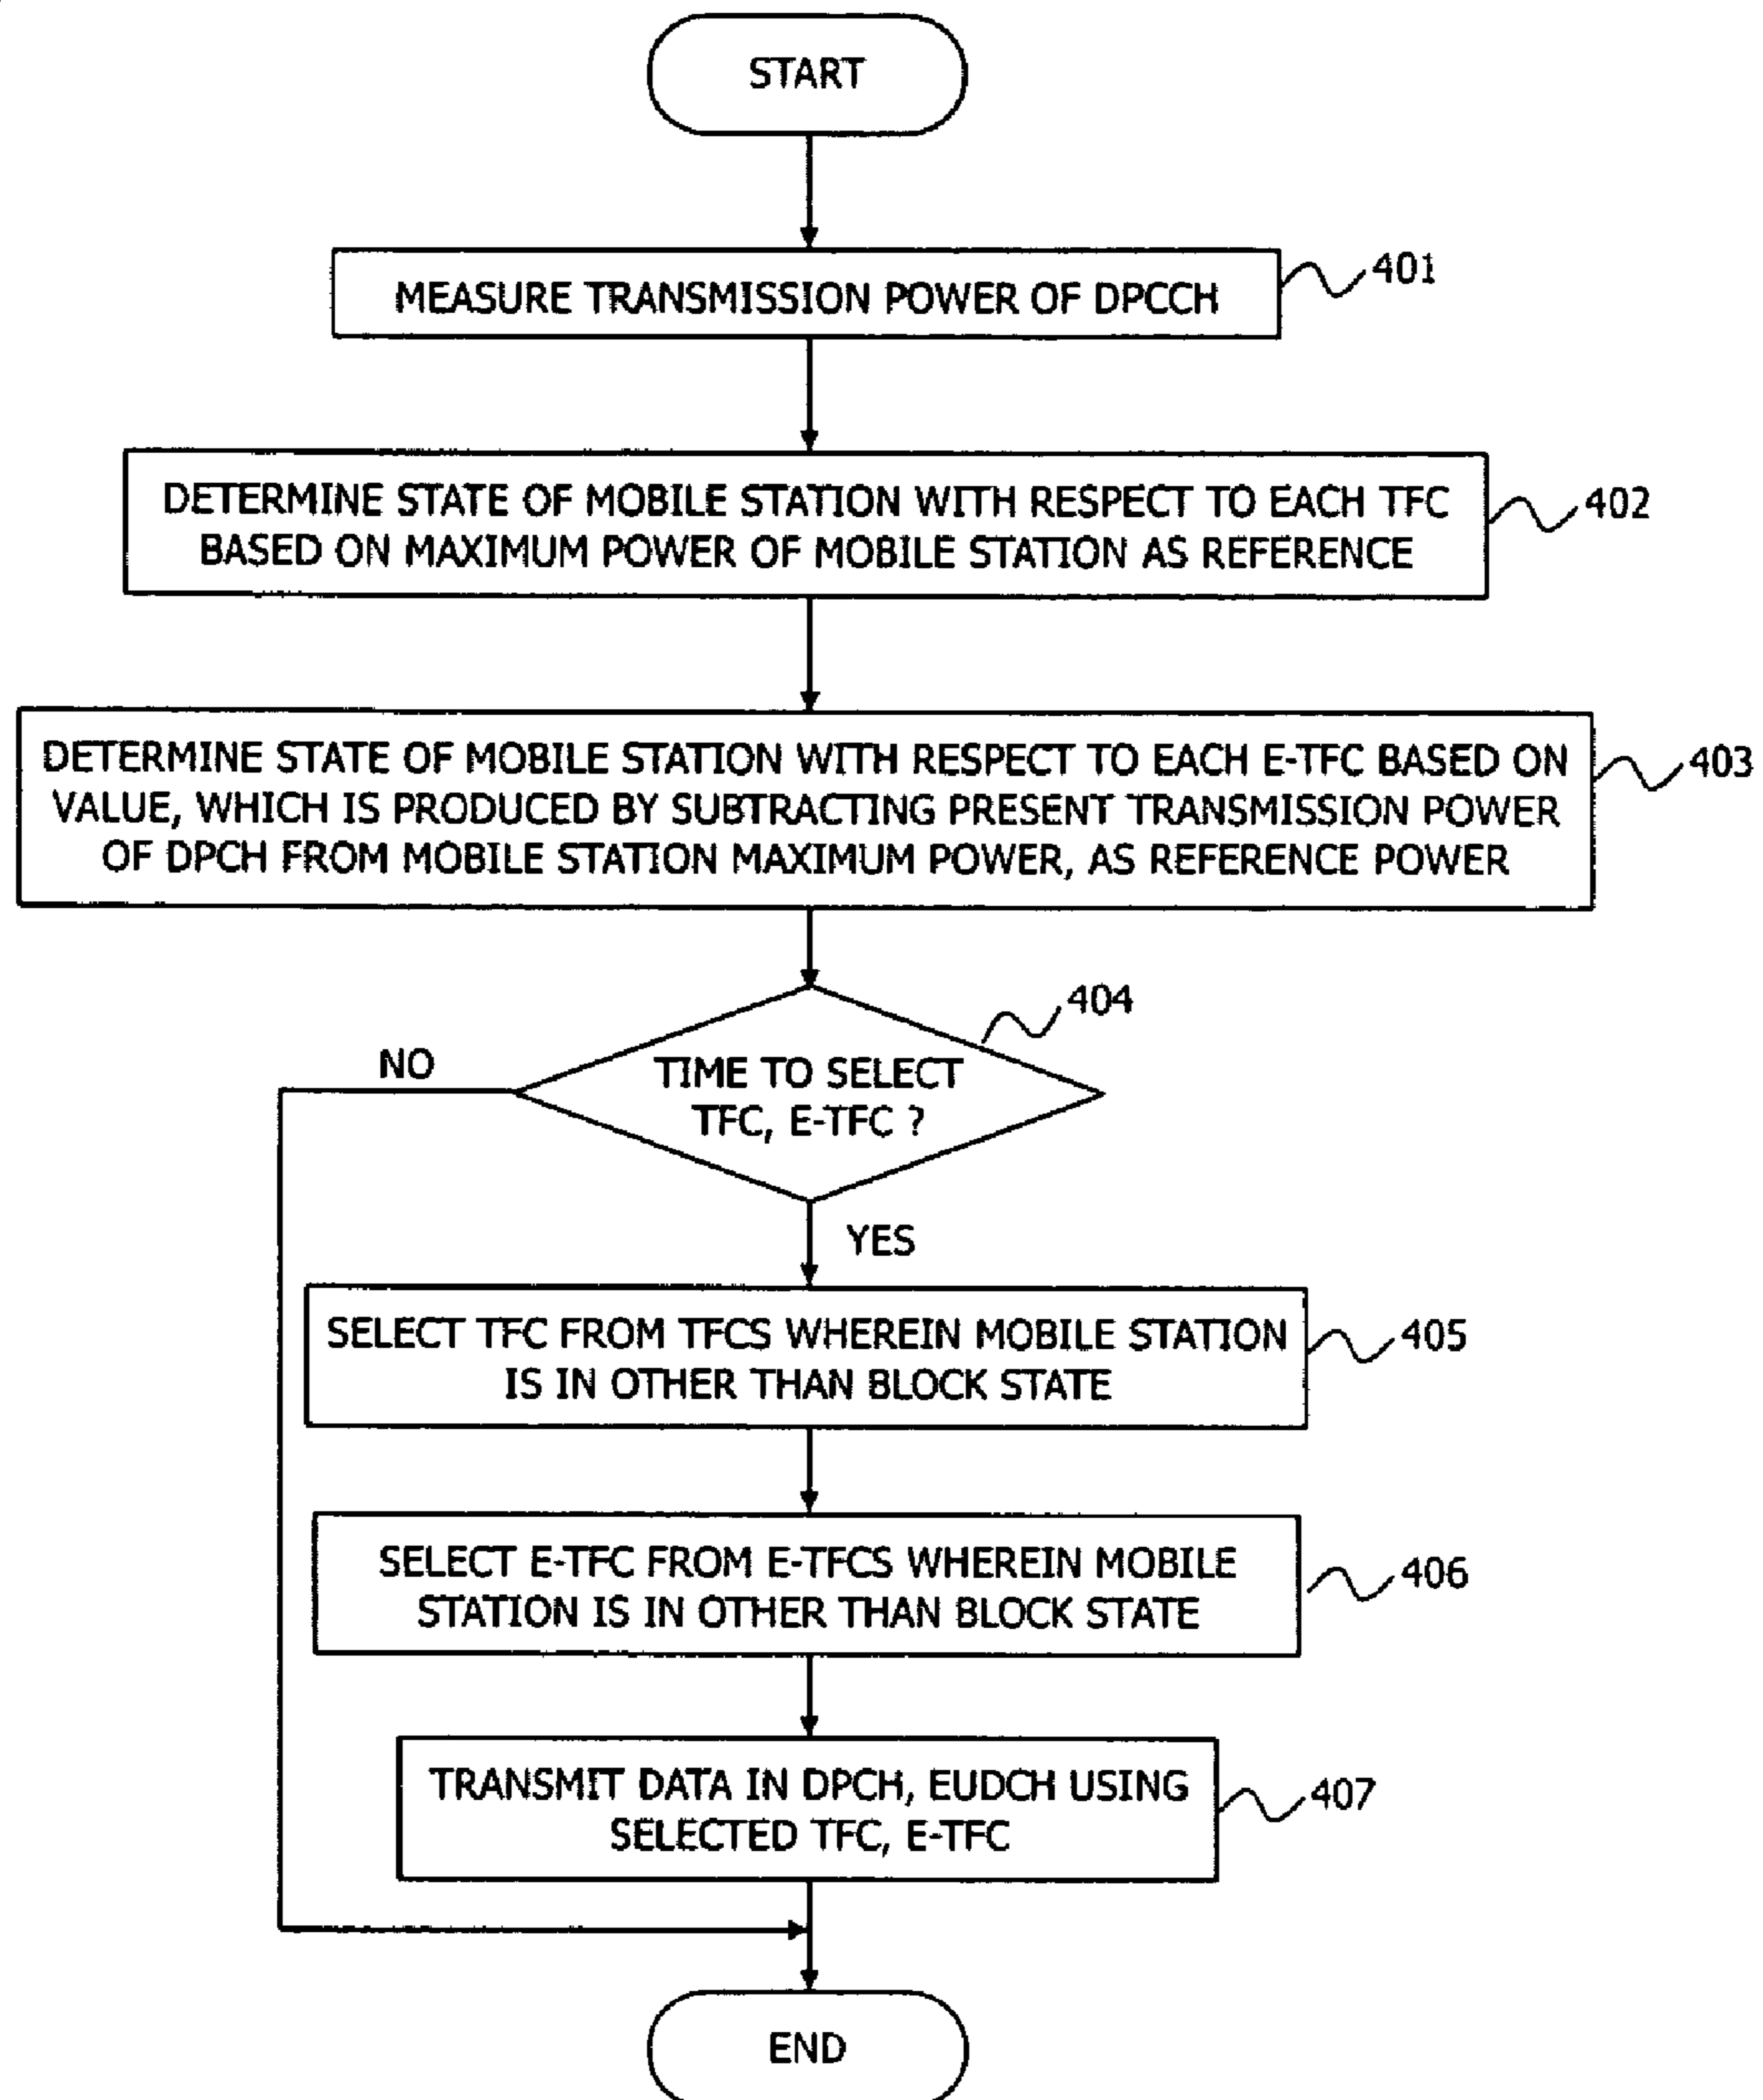 START
MEASURE TRANSMISSION POWER OF DPCCH
401
DETERMINE STATE OF MOBILE STATION WITH RESPECT TO EACH TFC
BASED ON MAXIMUM POWER OF MOBILE STATION AS REFERENCE
402
DETERMINE STATE OF MOBILE STATION WITH RESPECT TO EACH E-TFC BASED ON
VALUE, WHICH IS PRODUCED BY SUBTRACTING PRESENT TRANSMISSION POWER
OF DPCH FROM MOBILE STATION MAXIMUM POWER, AS REFERENCE POWER
403
404
NO
TIME TO SELECT
TFC, E-TFC ?
YES
SELECT TFC FROM TFCS WHEREIN MOBILE STATION
IS IN OTHER THAN BLOCK STATE
405
SELECT E-TFC FROM E-TFCS WHEREIN MOBILE
STATION IS IN OTHER THAN BLOCK STATE
406
TRANSMIT DATA IN DPCH, EUDCH USING
SELECTED TFC, E-TFC
407
END